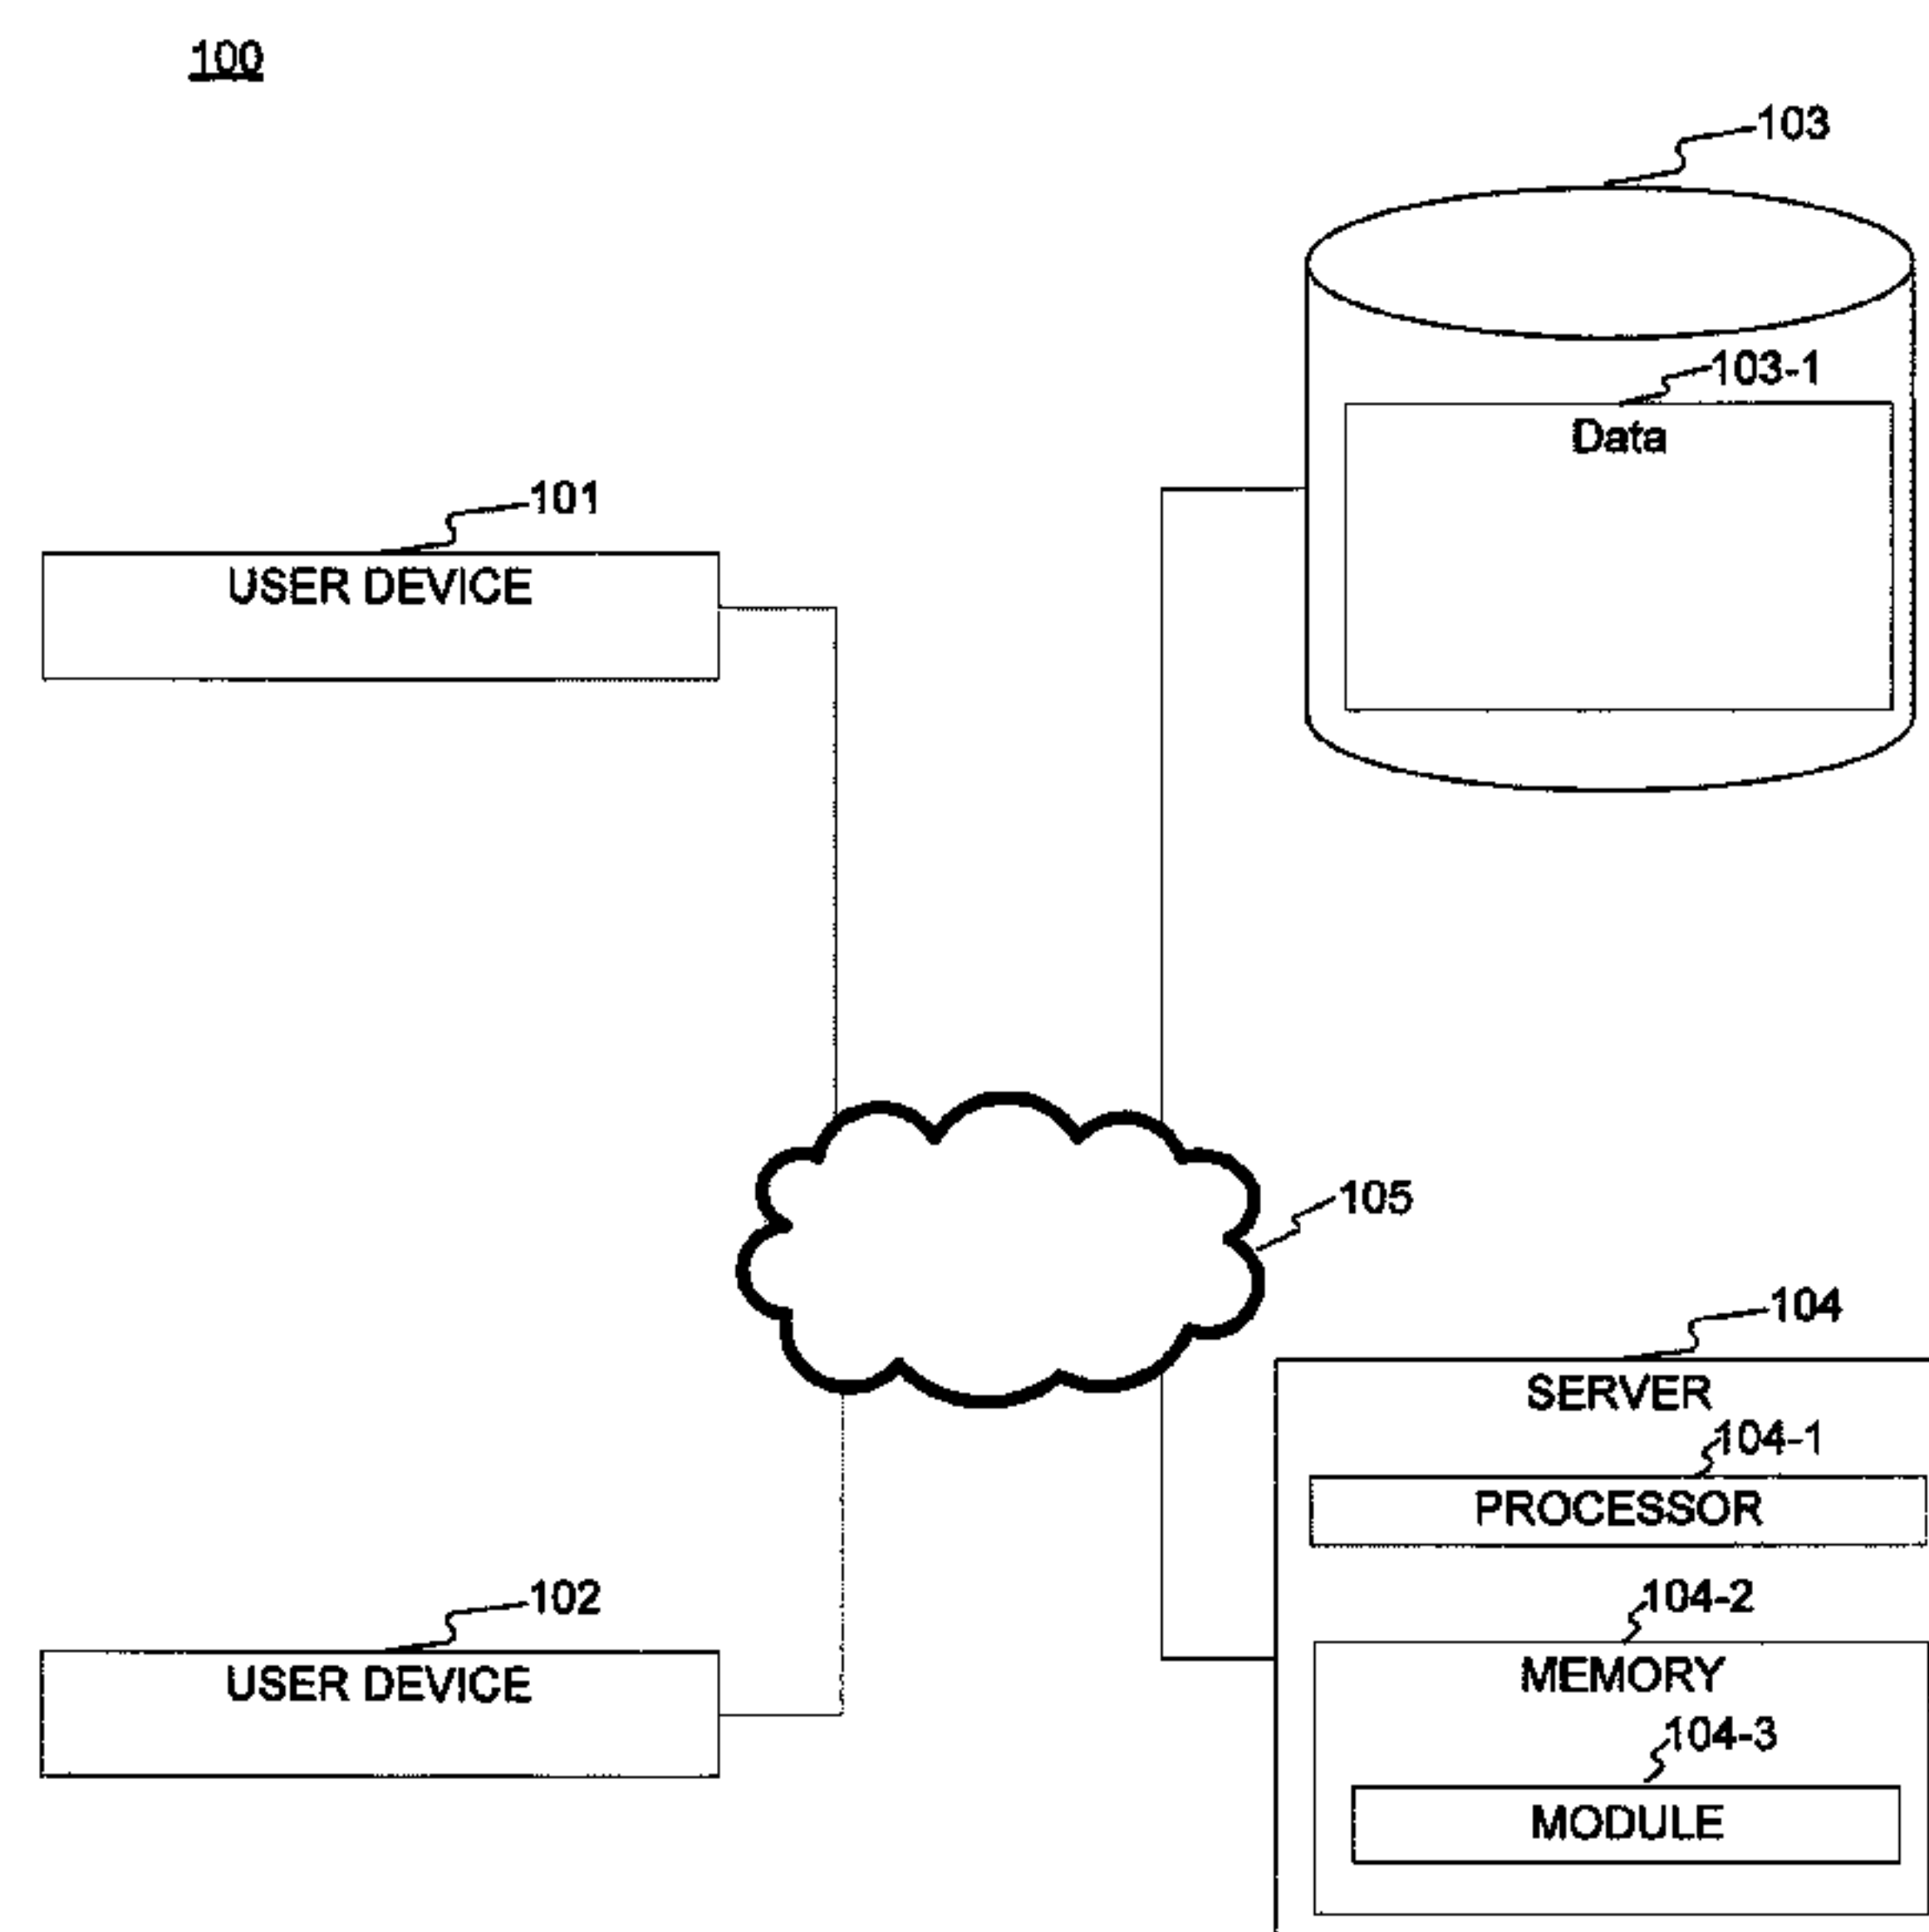 100
103
103-1
Data
101
USER DEVICE
105
104
SERVER
104-1
PROCESSOR
102
USER DEVICE
104-2
MEMORY
104-3
MODULE